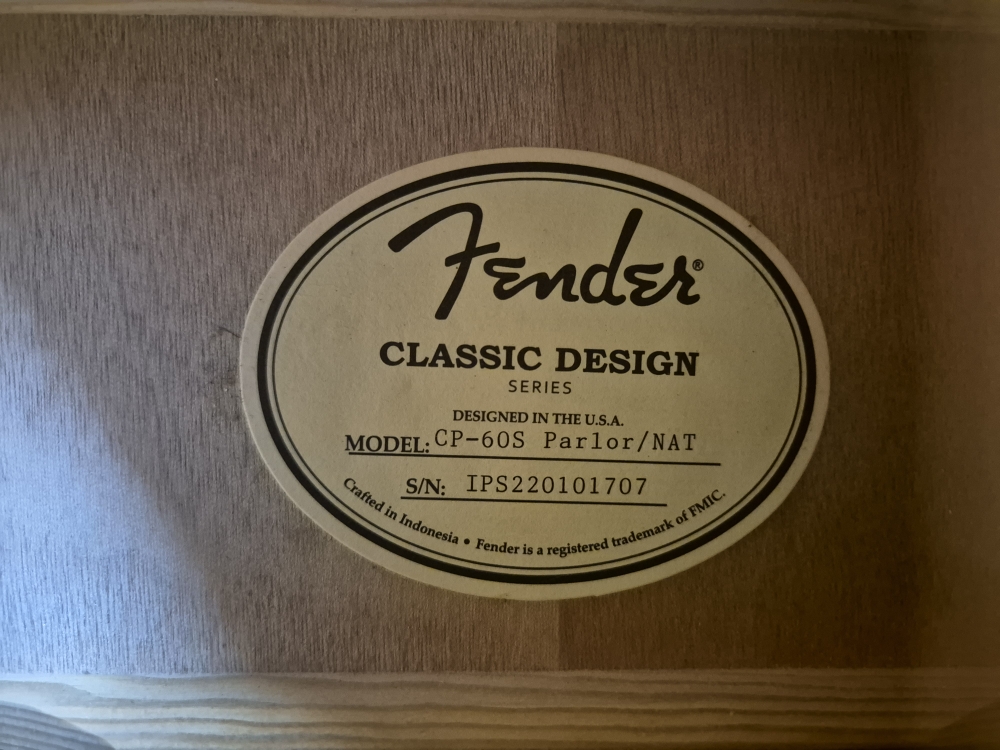 Fender®
CLASSIC DESIGN
SERIES
DESIGNED IN THE U.S.A.
MODEL: CP-60S Parlor/NAT
S/N: IPS220101707
Crafted in Indonesia • Fender is a registered trademark of FMIC.